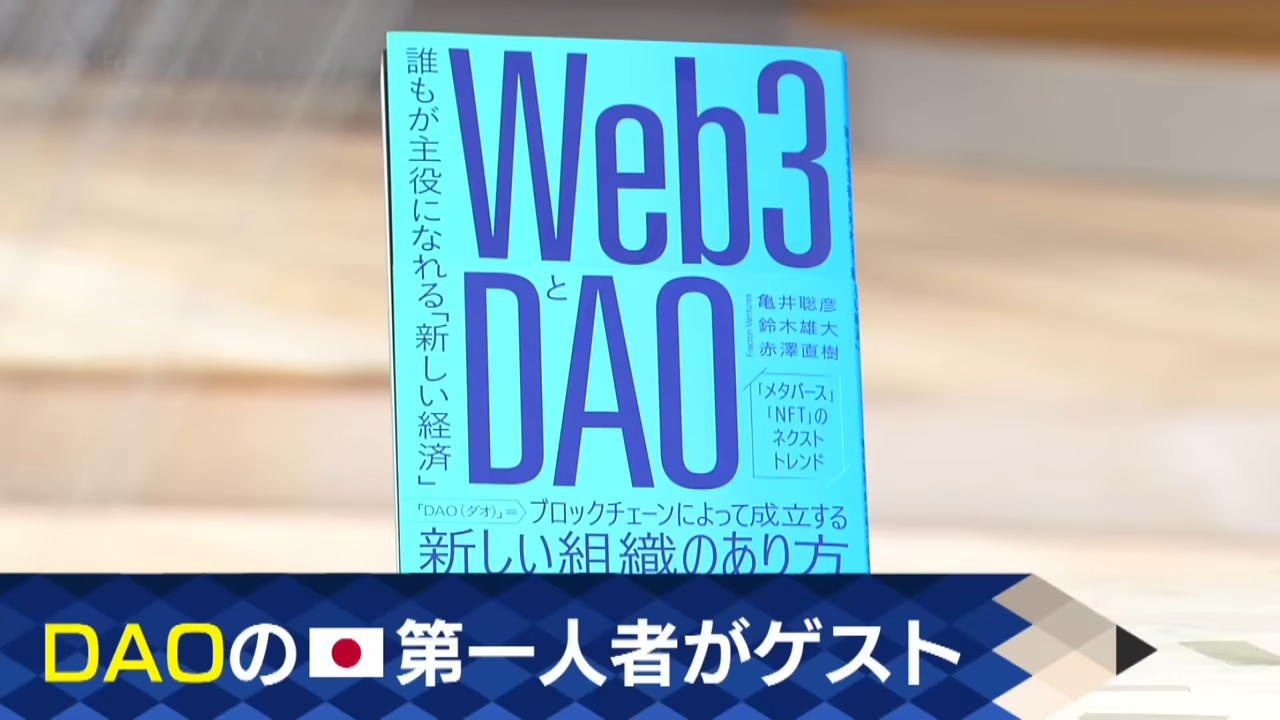 誰もが主役になれる「新しい経済」
Web3
と
DAO
Fracton Ventures
亀井聡彦
鈴木雄大
赤澤直樹
「メタバース」
「NFT」の
ネクスト
トレンド
「DAO(ダオ)」=
ブロックチェーンによって成立する
新しい組織のあり方
DAOの第一人者がゲスト